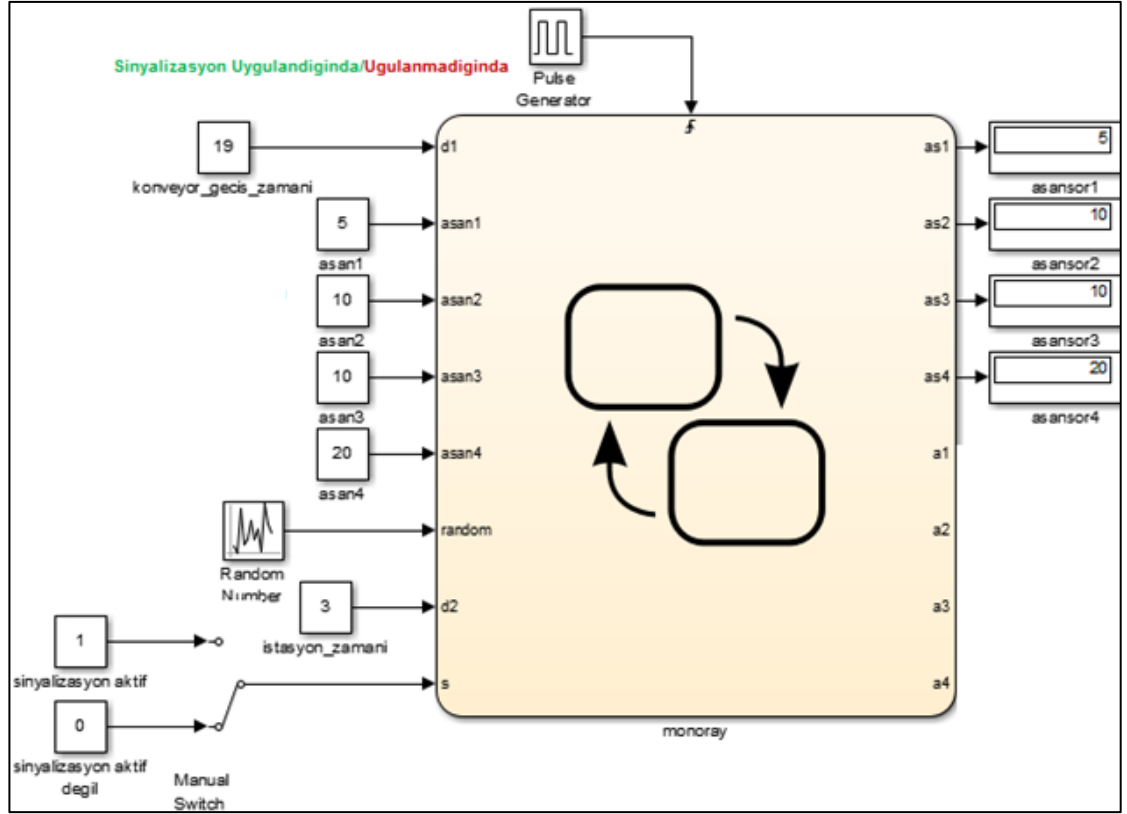 Sinyalizasyon Uygulandiginda/Ugulanmadiginda
Pulse
Generator
19
konveyor_gecis_zamani
5
asan1
10
asan2
10
asan3
20
asan4
Random
Number
3
istasyon_zamani
1
sinyalizasyon aktif
0
sinyalizasyon aktif
degil
Manual
Switch
d1
asan1
asan2
asan3
asan4
random
d2
s
as1
as2
as3
as4
a1
a2
a3
a4
monoray
5
asansor1
10
asansor2
10
asansor3
20
asansor4